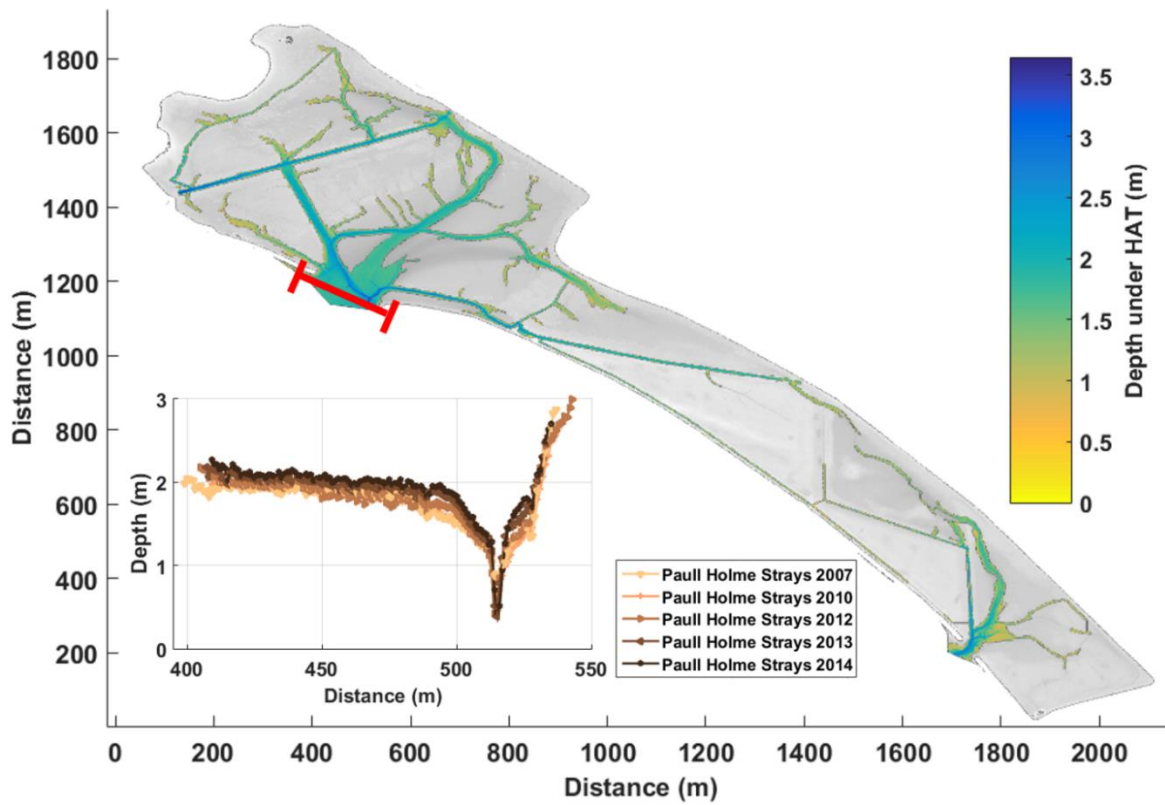 1800
1600
1400
1200
1000
800
600
400
200
Distance (m)
0 200 400 600 800 1000 1200 1400 1600 1800 2000
Distance (m)
3.5
3
2.5
2
1.5
1
0.5
0
Depth under HAT (m)
3
2
1
0
Depth (m)
400 450 500 550
Distance (m)
Paull Holme Strays 2007
Paull Holme Strays 2010
Paull Holme Strays 2012
Paull Holme Strays 2013
Paull Holme Strays 2014